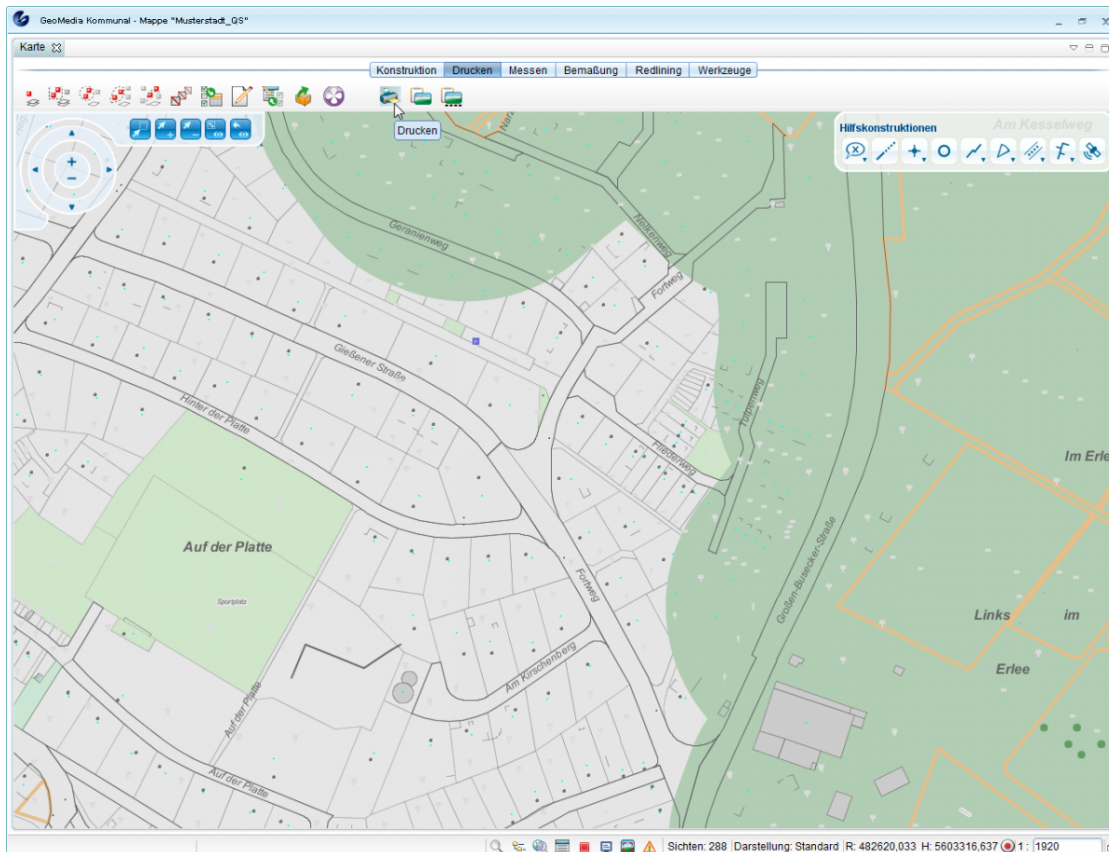 GeoMedia Kommunal - Mappe "Musterstadt_QS"
Karte
Konstruktion Drucken Messen Bemaßung Redlining Werkzeuge
Drucken
Hilfskonstruktionen
Am Kesselweg
Geranienweg
Nelkenweg
Fortweg
Gießener Straße
Tulpenweg
Hinter der Platte
Fliederweg
Auf der Platte
Großen-Busecker-Straße
Sportplatz
Fortweg
Links im
Erlee
Am Kirschenberg
Auf der Platte
Auf der Platte
Sichten: 288 Darstellung: Standard R: 482620,033 H: 5603316,637 1 : 1920